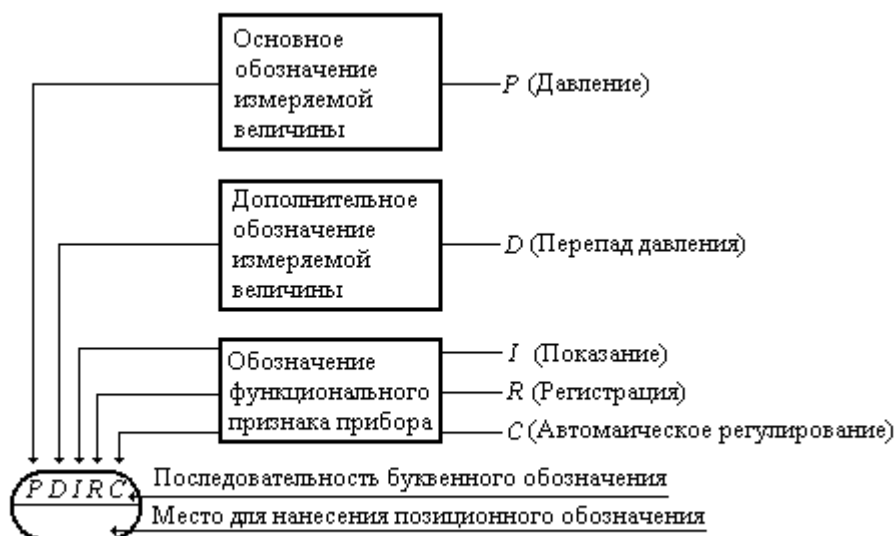 Основное
обозначение
измеряемой
величины
P (Давление)
Дополнительное
обозначение
измеряемой
величины
D (Перепад давления)
Обозначение
функционального
признака прибора
I (Показание)
R (Регистрация)
C (Автомаическое регулирование)
PDIRC
Последовательность буквенного обозначения
Место для нанесения позиционного обозначения